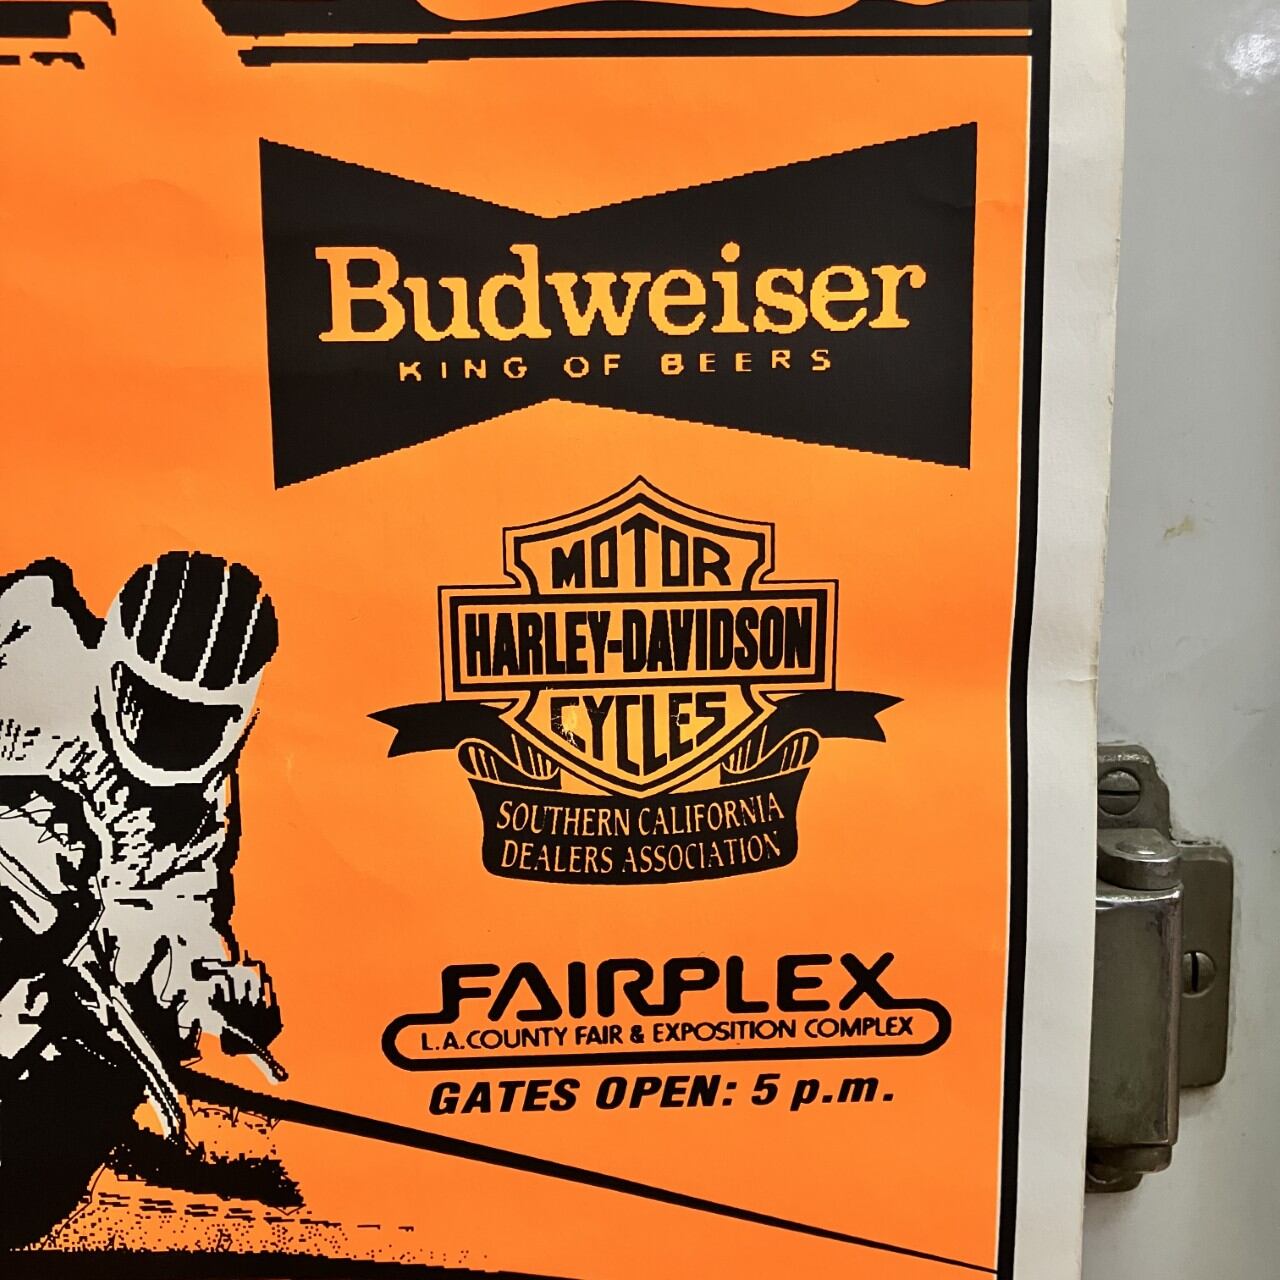 Budweiser
KING OF BEERS
MOTOR
HARLEY-DAVIDSON
CYCLES
SOUTHERN CALIFORNIA
DEALERS ASSOCIATION
FAIRPLEX
L.A.COUNTY FAIR & EXPOSITION COMPLEX
GATES OPEN: 5 p.m.